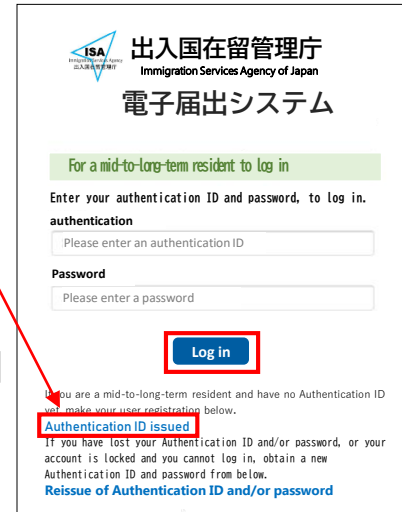 ISA
Immigration Services Agency
出入国在留管理庁
出入国在留管理庁
Immigration Services Agency of Japan
電子届出システム
For a mid-to-long-term resident to log in
Enter your authentication ID and password, to log in.
authentication
Please enter an authentication ID
Password
Please enter a password
Log in
If you are a mid-to-long-term resident and have no Authentication ID
yet, make your user registration below.
Authentication ID issued
If you have lost your Authentication ID and/or password, or your
account is locked and you cannot log in, obtain a new
Authentication ID and password from below.
Reissue of Authentication ID and/or password